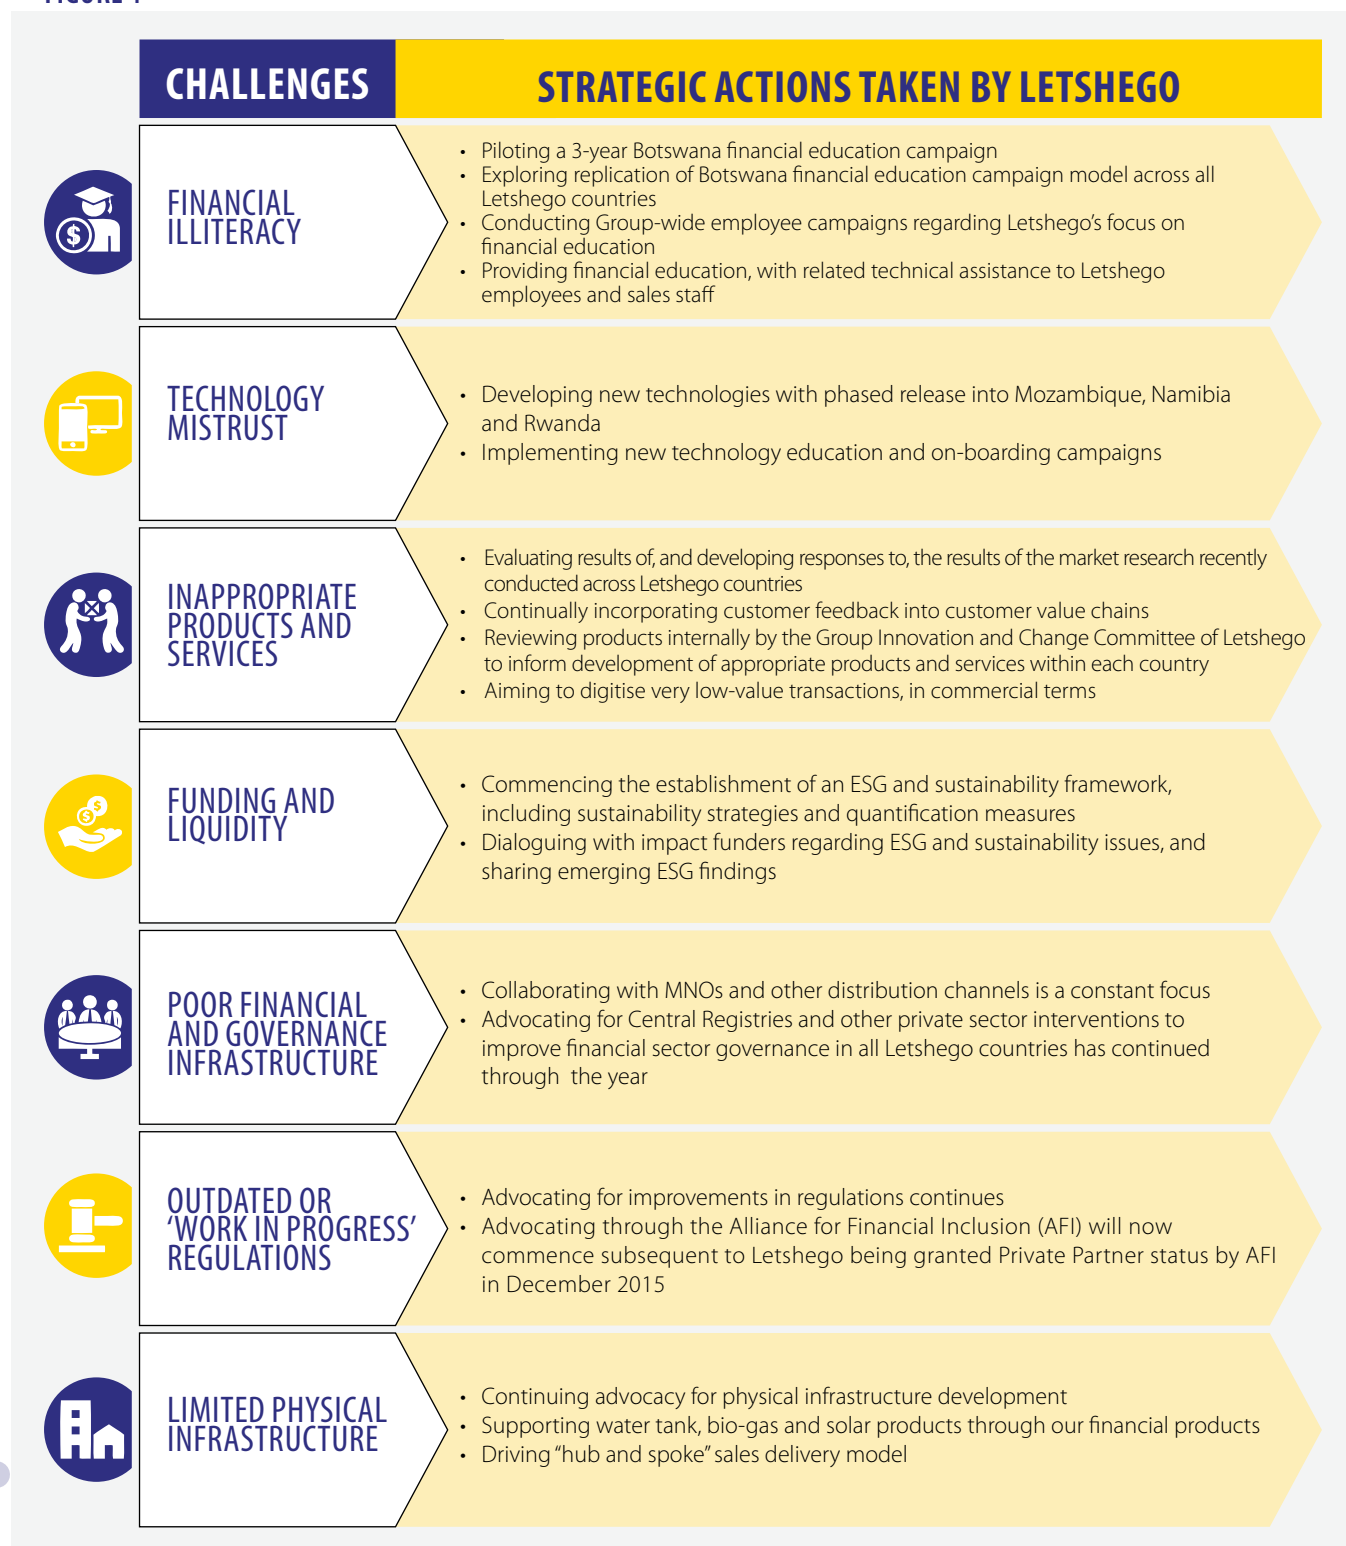 CHALLENGES
STRATEGIC ACTIONS TAKEN BY LETSHEGO
FINANCIAL
ILLITERACY
• Piloting a 3-year Botswana financial education campaign
• Exploring replication of Botswana financial education campaign model across all
Letshego countries
• Conducting Group-wide employee campaigns regarding Letshego’s focus on
financial education
• Providing financial education, with related technical assistance to Letshego
employees and sales staff
TECHNOLOGY
MISTRUST
• Developing new technologies with phased release into Mozambique, Namibia
and Rwanda
• Implementing new technology education and on-boarding campaigns
INAPPROPRIATE
PRODUCTS AND
SERVICES
• Evaluating results of, and developing responses to, the results of the market research recently
conducted across Letshego countries
• Continually incorporating customer feedback into customer value chains
• Reviewing products internally by the Group Innovation and Change Committee of Letshego
to inform development of appropriate products and services within each country
• Aiming to digitise very low-value transactions, in commercial terms
FUNDING AND
LIQUIDITY
• Commencing the establishment of an ESG and sustainability framework,
including sustainability strategies and quantification measures
• Dialoguing with impact funders regarding ESG and sustainability issues, and
sharing emerging ESG findings
POOR FINANCIAL
AND GOVERNANCE
INFRASTRUCTURE
• Collaborating with MNOs and other distribution channels is a constant focus
• Advocating for Central Registries and other private sector interventions to
improve financial sector governance in all Letshego countries has continued
through the year
OUTDATED OR
‘WORK IN PROGRESS’
REGULATIONS
• Advocating for improvements in regulations continues
• Advocating through the Alliance for Financial Inclusion (AFI) will now
commence subsequent to Letshego being granted Private Partner status by AFI
in December 2015
LIMITED PHYSICAL
INFRASTRUCTURE
• Continuing advocacy for physical infrastructure development
• Supporting water tank, bio-gas and solar products through our financial products
• Driving “hub and spoke” sales delivery model